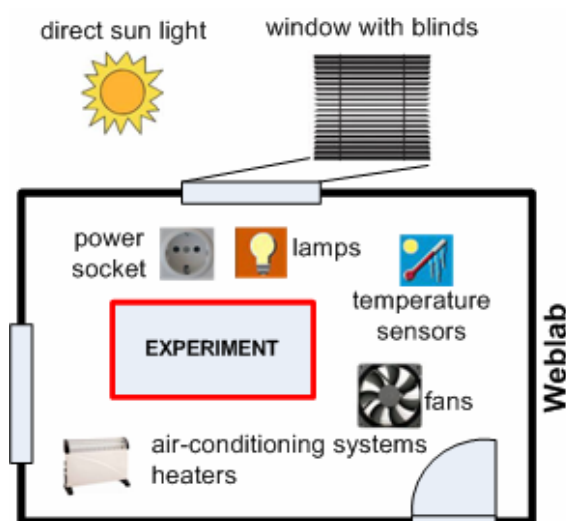 direct sun light
window with blinds
power
socket
lamps
temperature
sensors
EXPERIMENT
fans
air-conditioning systems
heaters
Weblab